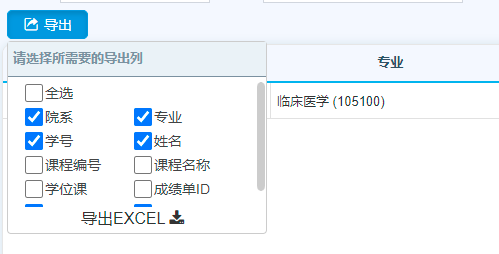 导出
请选择所需要的导出列
专业
全选
临床医学 (105100)
院系 专业
学号 姓名
课程编号 课程名称
学位课 成绩单ID
导出EXCEL